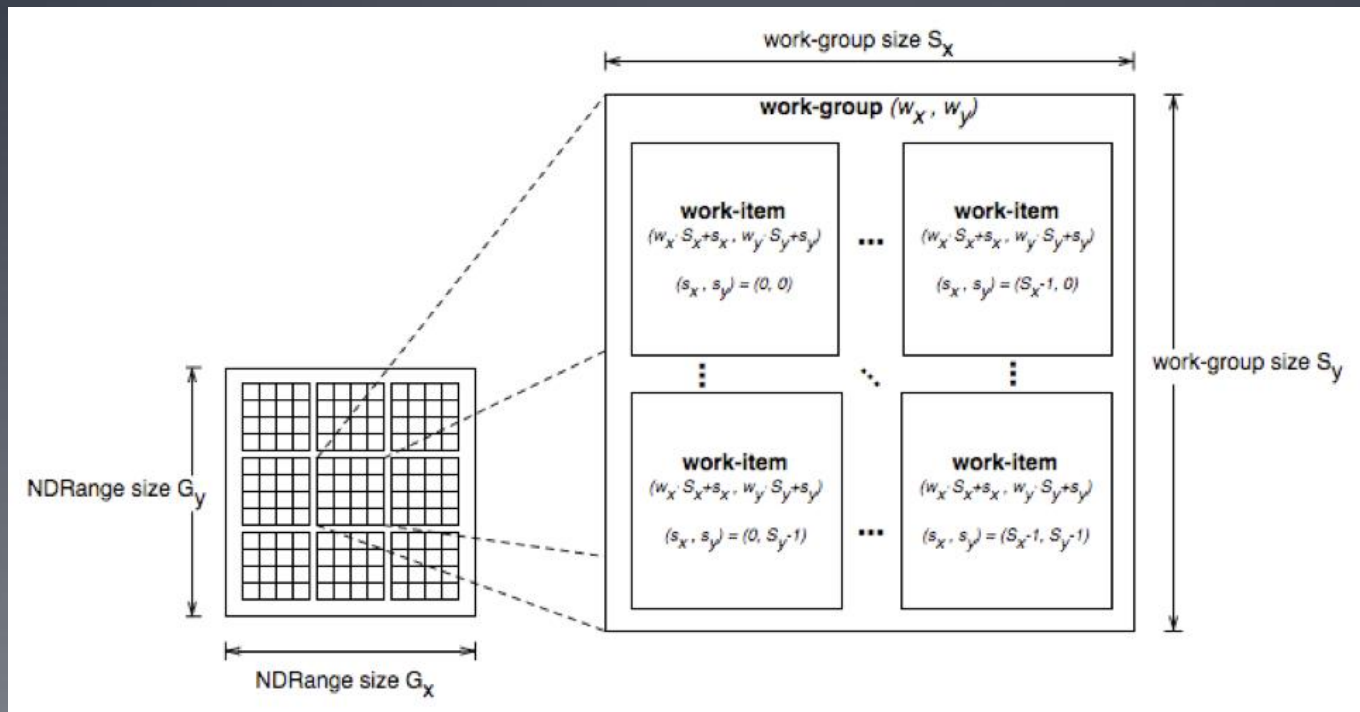 work-group size Sx
work-group (wx , wy)
work-item
(wx· Sx+sx , wy· Sy+sy)
(sx , sy) = (0, 0)
...
work-item
(wx· Sx+sx , wy· Sy+sy)
(sx , sy) = (Sx-1, 0)
work-group size Sy
work-item
(wx· Sx+sx , wy· Sy+sy)
(sx , sy) = (0, Sy-1)
...
work-item
(wx· Sx+sx , wy· Sy+sy)
(sx , sy) = (Sx-1, Sy-1)
NDRange size Gy
NDRange size Gx